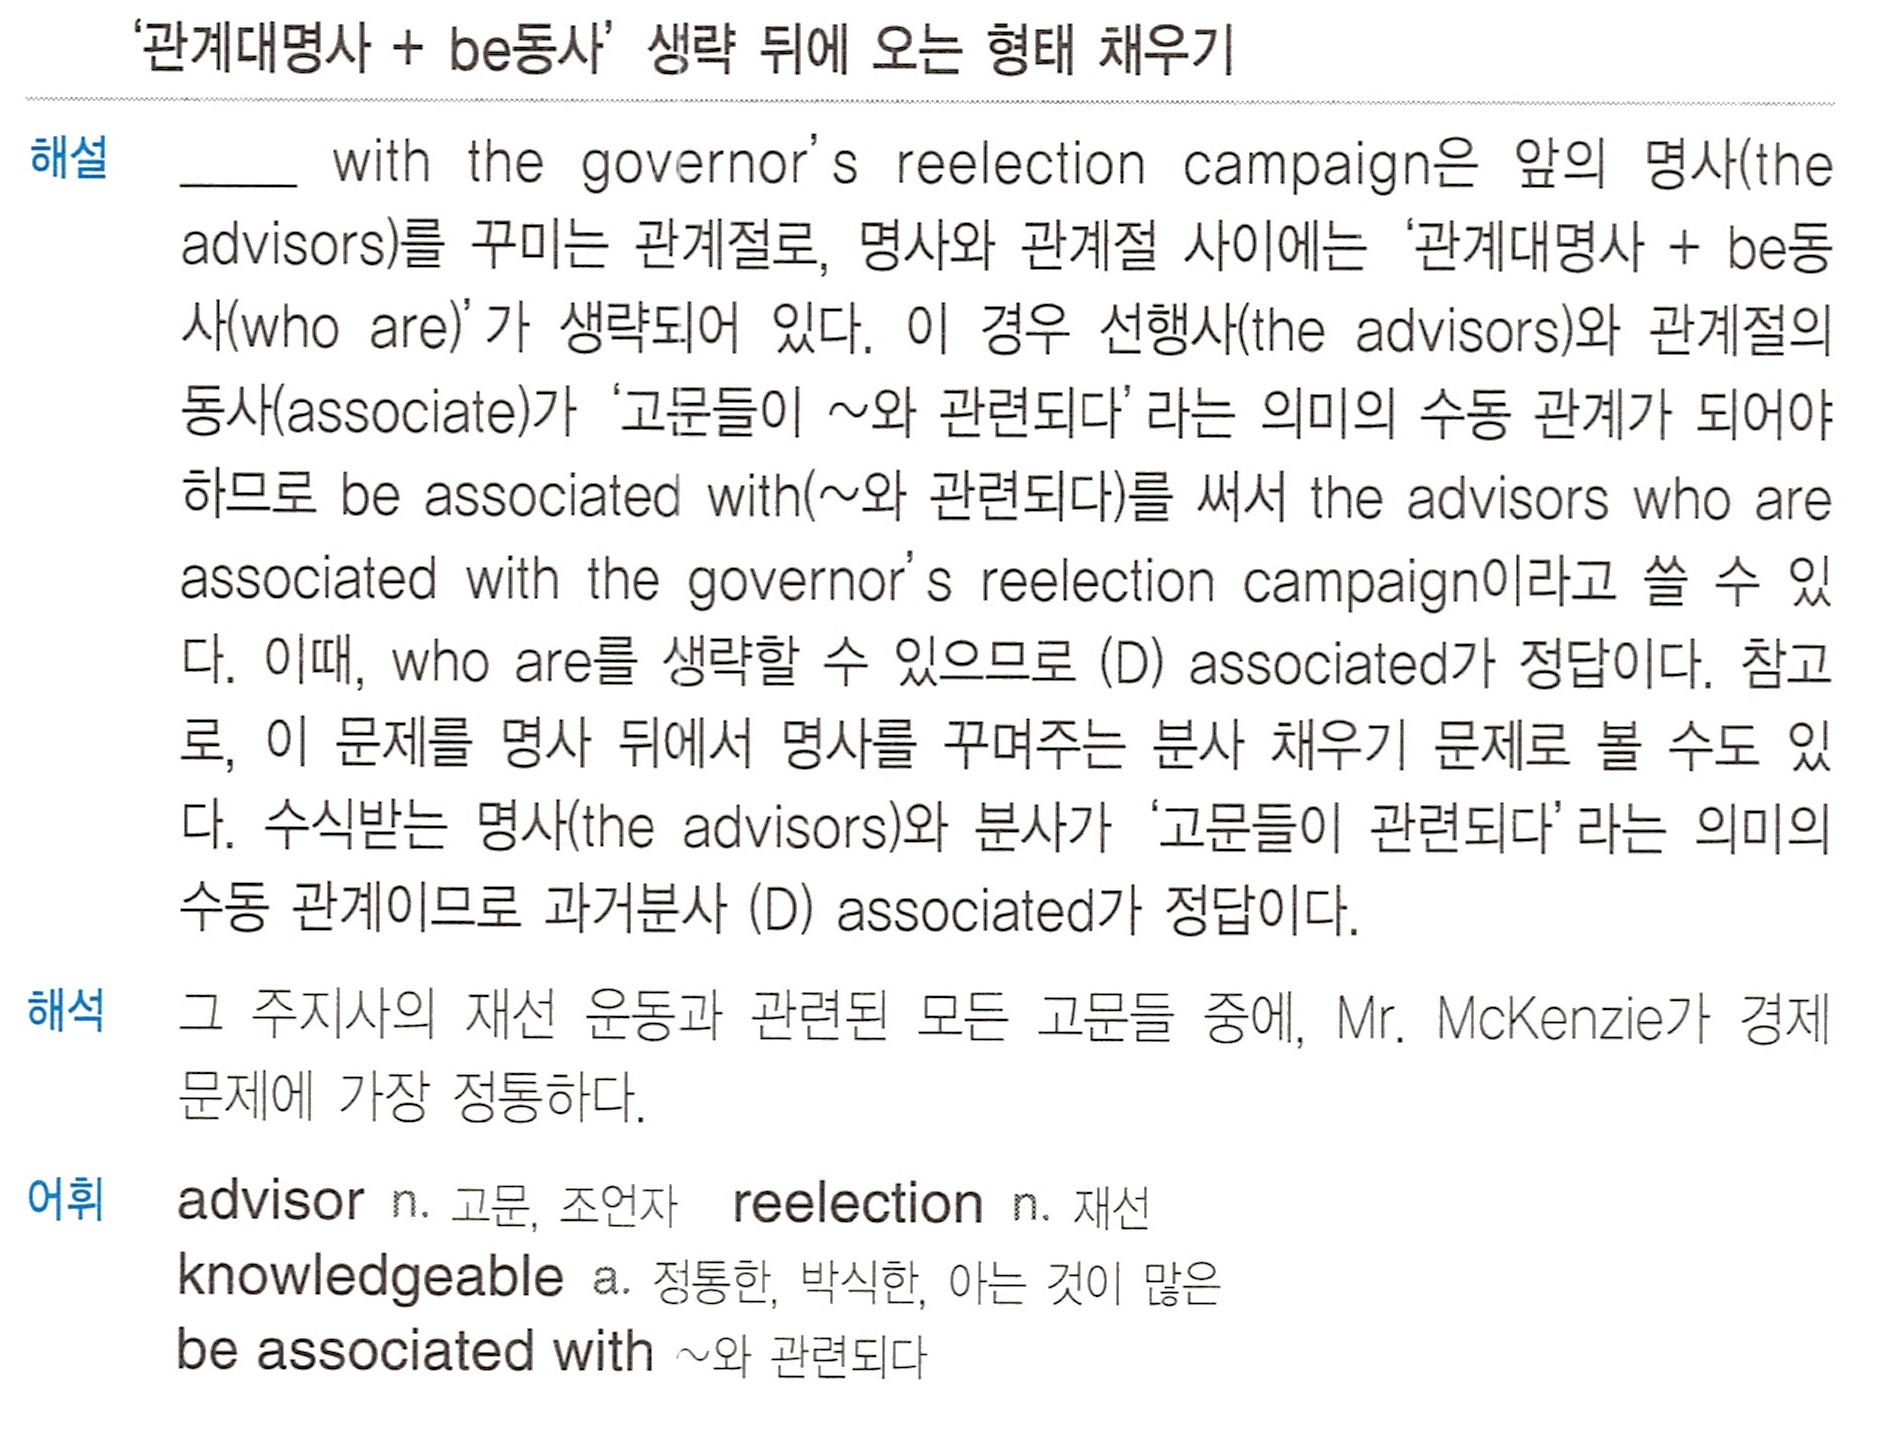 ‘관계대명사 + be동사’ 생략 뒤에 오는 형태 채우기
해설 ____ with the governor’s reelection campaign은 앞의 명사(the
advisors)를 꾸미는 관계절로, 명사와 관계절 사이에는 ‘관계대명사 + be동
사(who are)’가 생략되어 있다. 이 경우 선행사(the advisors)와 관계절의
동사(associate)가 ‘고문들이 ~와 관련되다’라는 의미의 수동 관계가 되어야
하므로 be associated with(~와 관련되다)를 써서 the advisors who are
associated with the governor’s reelection campaign이라고 쓸 수 있
다. 이때, who are를 생략할 수 있으므로 (D) associated가 정답이다. 참고
로, 이 문제를 명사 뒤에서 명사를 꾸며주는 분사 채우기 문제로 볼 수도 있
다. 수식받는 명사(the advisors)와 분사가 ‘고문들이 관련되다’라는 의미의
수동 관계이므로 과거분사 (D) associated가 정답이다.
해석 그 주지사의 재선 운동과 관련된 모든 고문들 중에, Mr. McKenzie가 경제
문제에 가장 정통하다.
어휘 advisor n. 고문, 조언자 reelection n. 재선
knowledgeable a. 정통한, 박식한, 아는 것이 많은
be associated with ~와 관련되다